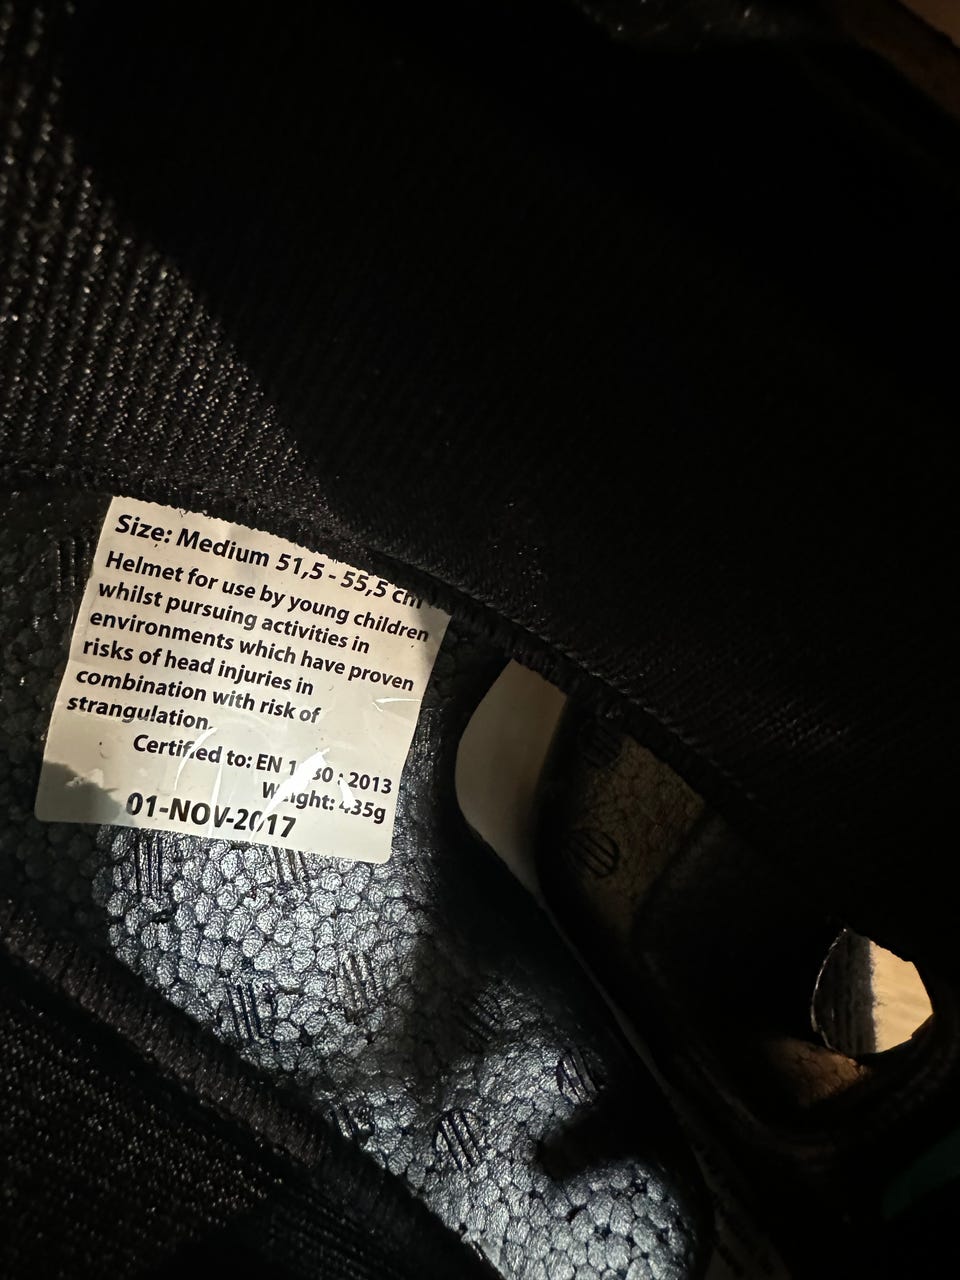 Size: Medium 51,5 - 55,5 cm
Helmet for use by young children
whilst pursuing activities in
environments which have proven
risks of head injuries in
combination with risk of
strangulation.
Certified to: EN : 2013
Weight:
01-NOV-2017